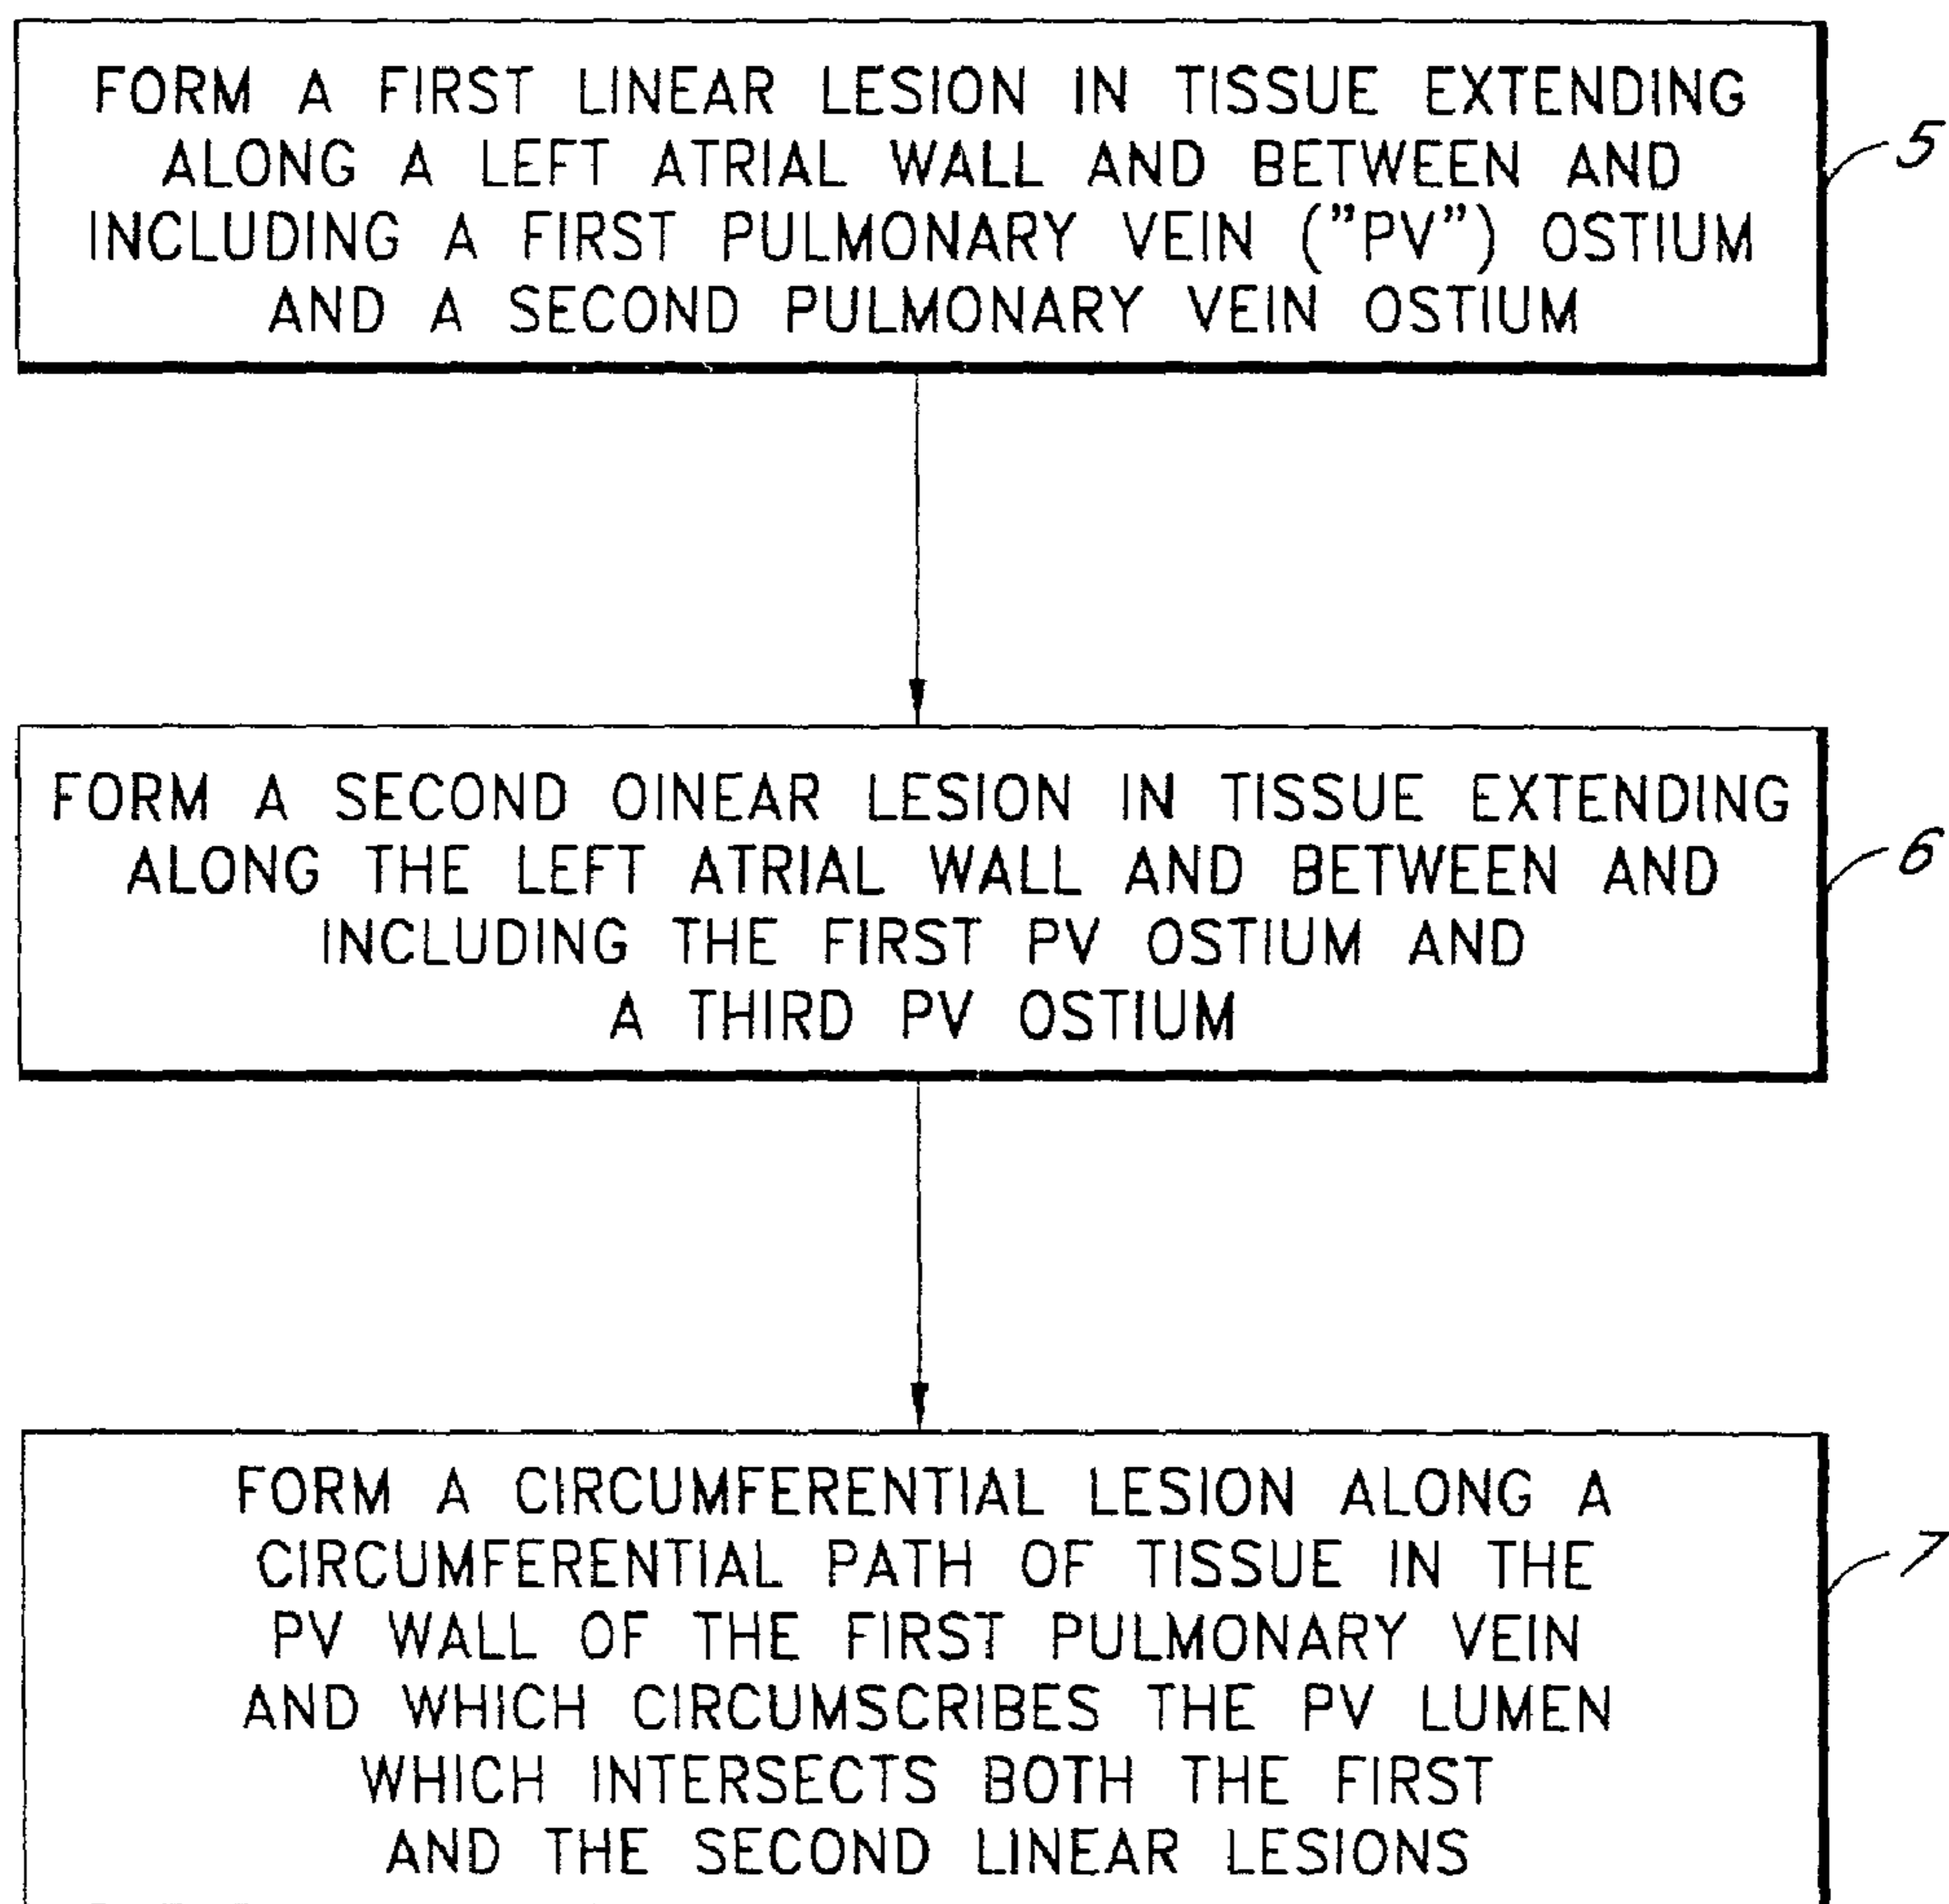 FORM A FIRST LINEAR LESION IN TISSUE EXTENDING
ALONG A LEFT ATRIAL WALL AND BETWEEN AND
INCLUDING A FIRST PULMONARY VEIN ("PV") OSTIUM
AND A SECOND PULMONARY VEIN OSTIUM
5
FORM A SECOND OINEAR LESION IN TISSUE EXTENDING
ALONG THE LEFT ATRIAL WALL AND BETWEEN AND
INCLUDING THE FIRST PV OSTIUM AND
A THIRD PV OSTIUM
6
FORM A CIRCUMFERENTIAL LESION ALONG A
CIRCUMFERENTIAL PATH OF TISSUE IN THE
PV WALL OF THE FIRST PULMONARY VEIN
AND WHICH CIRCUMSCRIBES THE PV LUMEN
WHICH INTERSECTS BOTH THE FIRST
AND THE SECOND LINEAR LESIONS
7